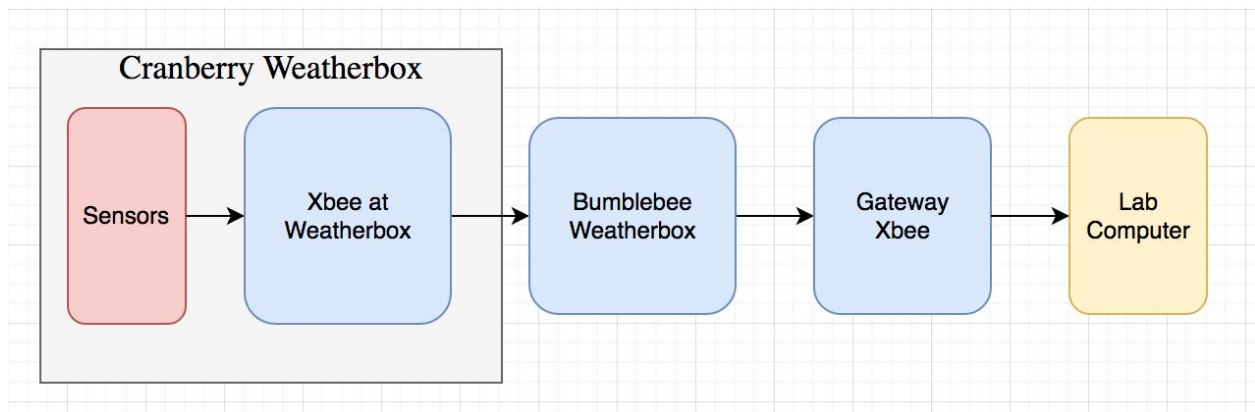 Cranberry Weatherbox
Sensors
Xbee at
Weatherbox
Bumblebee
Weatherbox
Gateway
Xbee
Lab
Computer